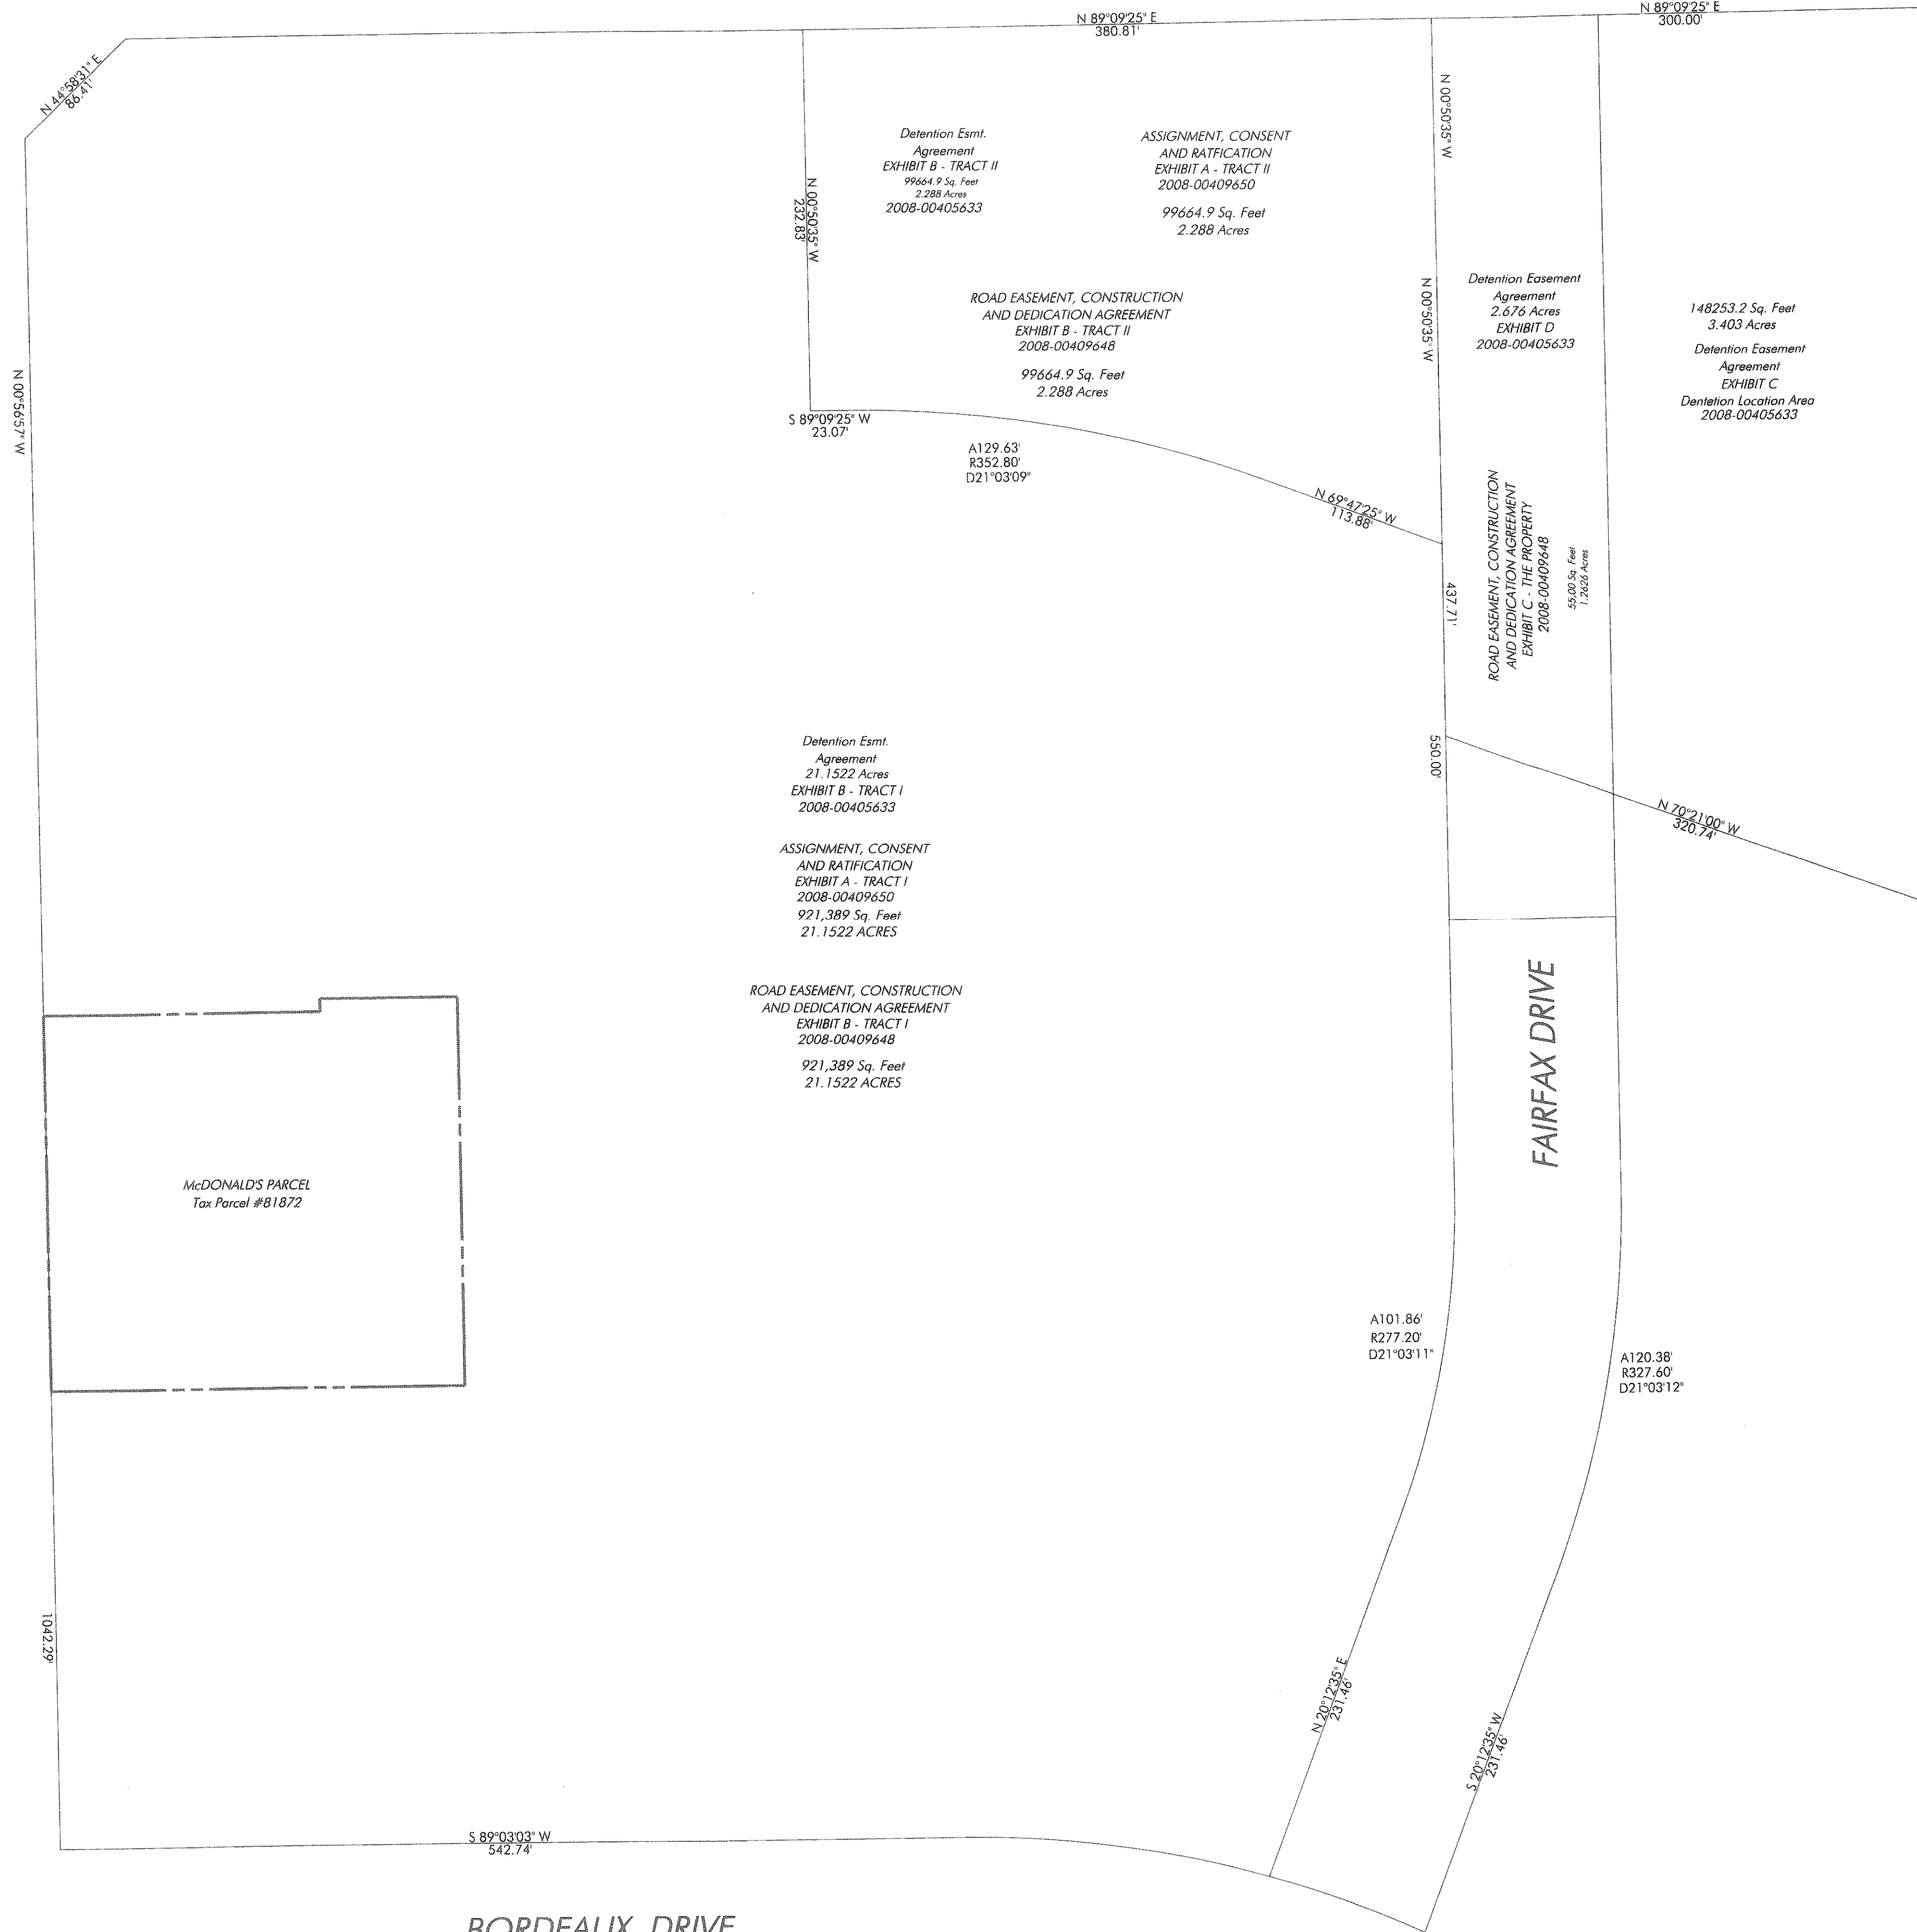 N 89°09'25" E
380.81'
N 89°09'25" E
300.00'
N 44°58'31" E
86.41'
N 00°50'35" W
Detention Esmt.
Agreement
EXHIBIT B - TRACT II
99664.9 Sq. Feet
2.288 Acres
2008-00405633
ASSIGNMENT, CONSENT
AND RATFICATION
EXHIBIT A - TRACT II
2008-00409650
99664.9 Sq. Feet
2.288 Acres
N 00°50'35" W
232.83'
ROAD EASEMENT, CONSTRUCTION
AND DEDICATION AGREEMENT
EXHIBIT B - TRACT II
2008-00409648
99664.9 Sq. Feet
2.288 Acres
N 00°50'35" W
Detention Easement
Agreement
2.676 Acres
EXHIBIT D
2008-00405633
148253.2 Sq. Feet
3.403 Acres
Detention Easement
Agreement
EXHIBIT C
Dentetion Location Area
2008-00405633
N 00°56'57" W
S 89°09'25" W
23.07'
A129.63'
R352.80'
D21°03'09"
N 69°47'25" W
113.88'
ROAD EASEMENT, CONSTRUCTION
AND DEDICATION AGREEMENT
EXHIBIT C - THE PROPERTY
2008-00409648
55,00 Sq. Feet
1.2626 Acres
437.71'
550.00'
N 70°21'00" W
320.74'
Detention Esmt.
Agreement
21.1522 Acres
EXHIBIT B - TRACT I
2008-00405633
ASSIGNMENT, CONSENT
AND RATIFICATION
EXHIBIT A - TRACT I
2008-00409650
921,389 Sq. Feet
21.1522 ACRES
ROAD EASEMENT, CONSTRUCTION
AND DEDICATION AGREEMENT
EXHIBIT B - TRACT I
2008-00409648
921,389 Sq. Feet
21.1522 ACRES
FAIRFAX DRIVE
McDONALD'S PARCEL
Tax Parcel #81872
A101.86'
R277.20'
D21°03'11"
A120.38'
R327.60'
D21°03'12"
1042.29'
N 20°12'35" E
231.46'
S 20°12'35" W
231.46'
S 89°03'03" W
542.74'
BORDEAUX DRIVE